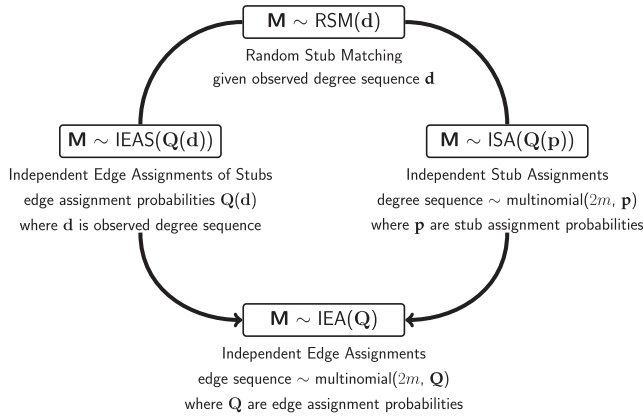 M ~ RSM(d)
Random Stub Matching
given observed degree sequence d
M ~ IEAS(Q(d))
Independent Edge Assignments of Stubs
edge assignment probabilities Q(d)
where d is observed degree sequence
M ~ ISA(Q(p))
Independent Stub Assignments
degree sequence ~ multinomial(2m, p)
where p are stub assignment probabilities
M ~ IEA(Q)
Independent Edge Assignments
edge sequence ~ multinomial(2m, Q)
where Q are edge assignment probabilities